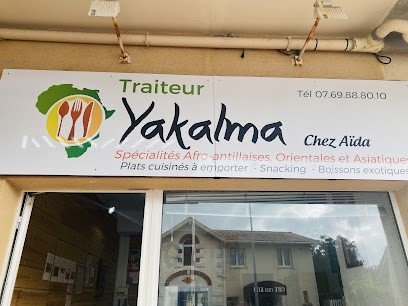 Traiteur
Tél 07.69.88.80.10
Yakalma
Chez Aïda
Spécialités Afro-antillaises, Orientales et Asiatiques
Plats cuisinés à emporter - Snacking - Boissons exotiques